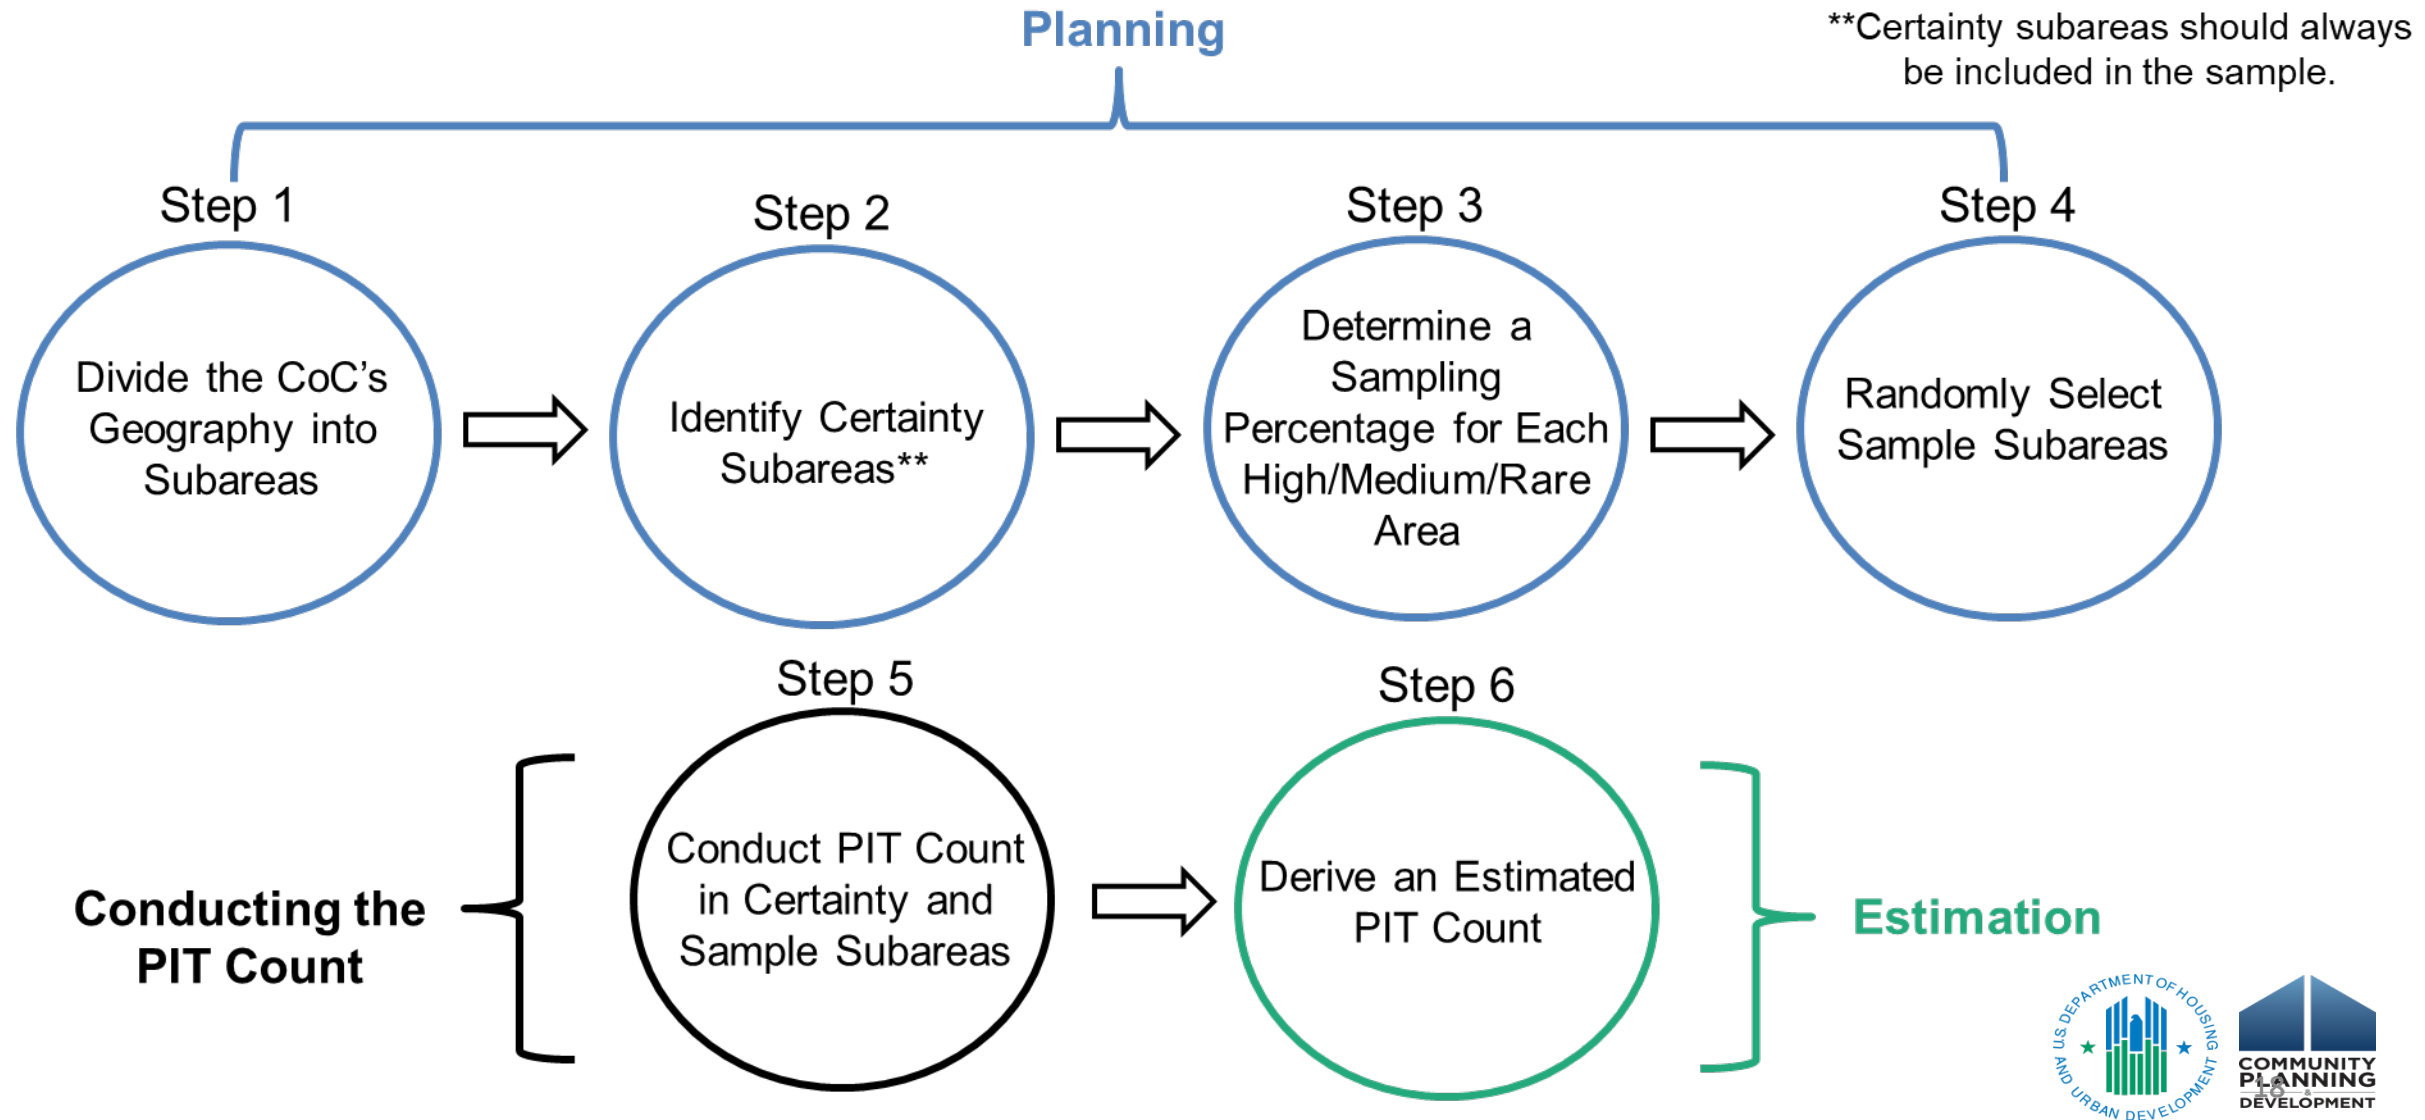 Planning
**Certainty subareas should always
be included in the sample.
Step 1
Divide the CoC’s
Geography into
Subareas
Step 2
Identify Certainty
Subareas**
Step 3
Determine a
Sampling
Percentage for Each
High/Medium/Rare
Area
Step 4
Randomly Select
Sample Subareas
Conducting the
PIT Count
Step 5
Conduct PIT Count
in Certainty and
Sample Subareas
Step 6
Derive an Estimated
PIT Count
Estimation
U.S. DEPARTMENT OF HOUSING
AND URBAN DEVELOPMENT
COMMUNITY
PLANNING
18 &
DEVELOPMENT